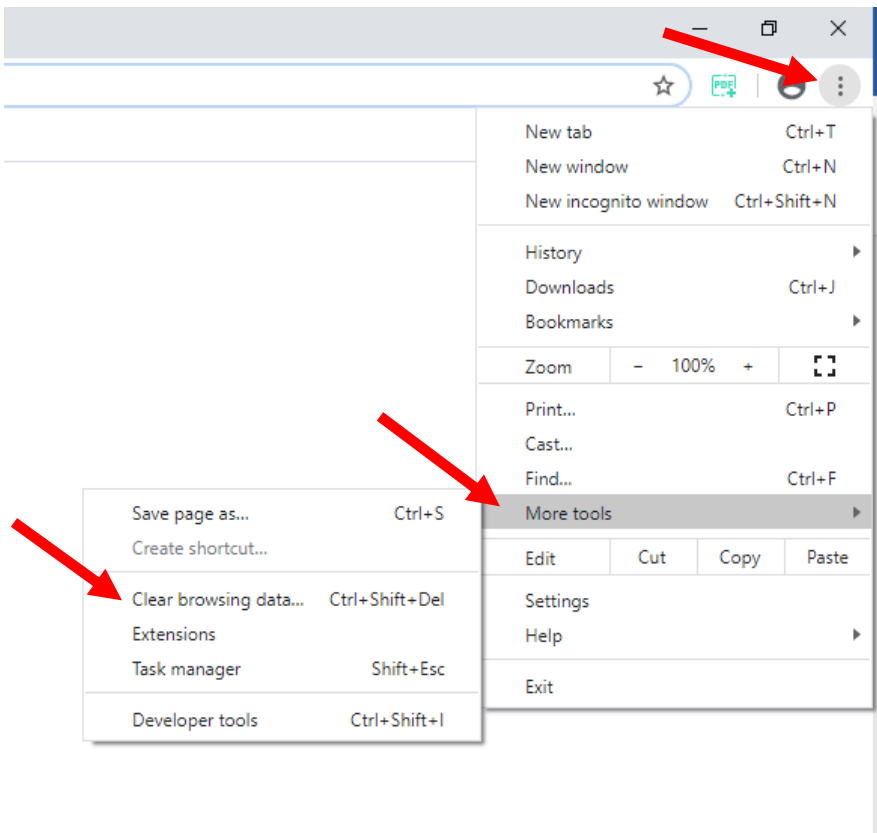 PDF
New tab Ctrl+T
New window Ctrl+N
New incognito window Ctrl+Shift+N
History
Downloads Ctrl+J
Bookmarks
Zoom - 100% +
Print... Ctrl+P
Cast...
Find... Ctrl+F
More tools
Edit Cut Copy Paste
Settings
Help
Exit
Save page as... Ctrl+S
Create shortcut...
Clear browsing data... Ctrl+Shift+Del
Extensions
Task manager Shift+Esc
Developer tools Ctrl+Shift+I